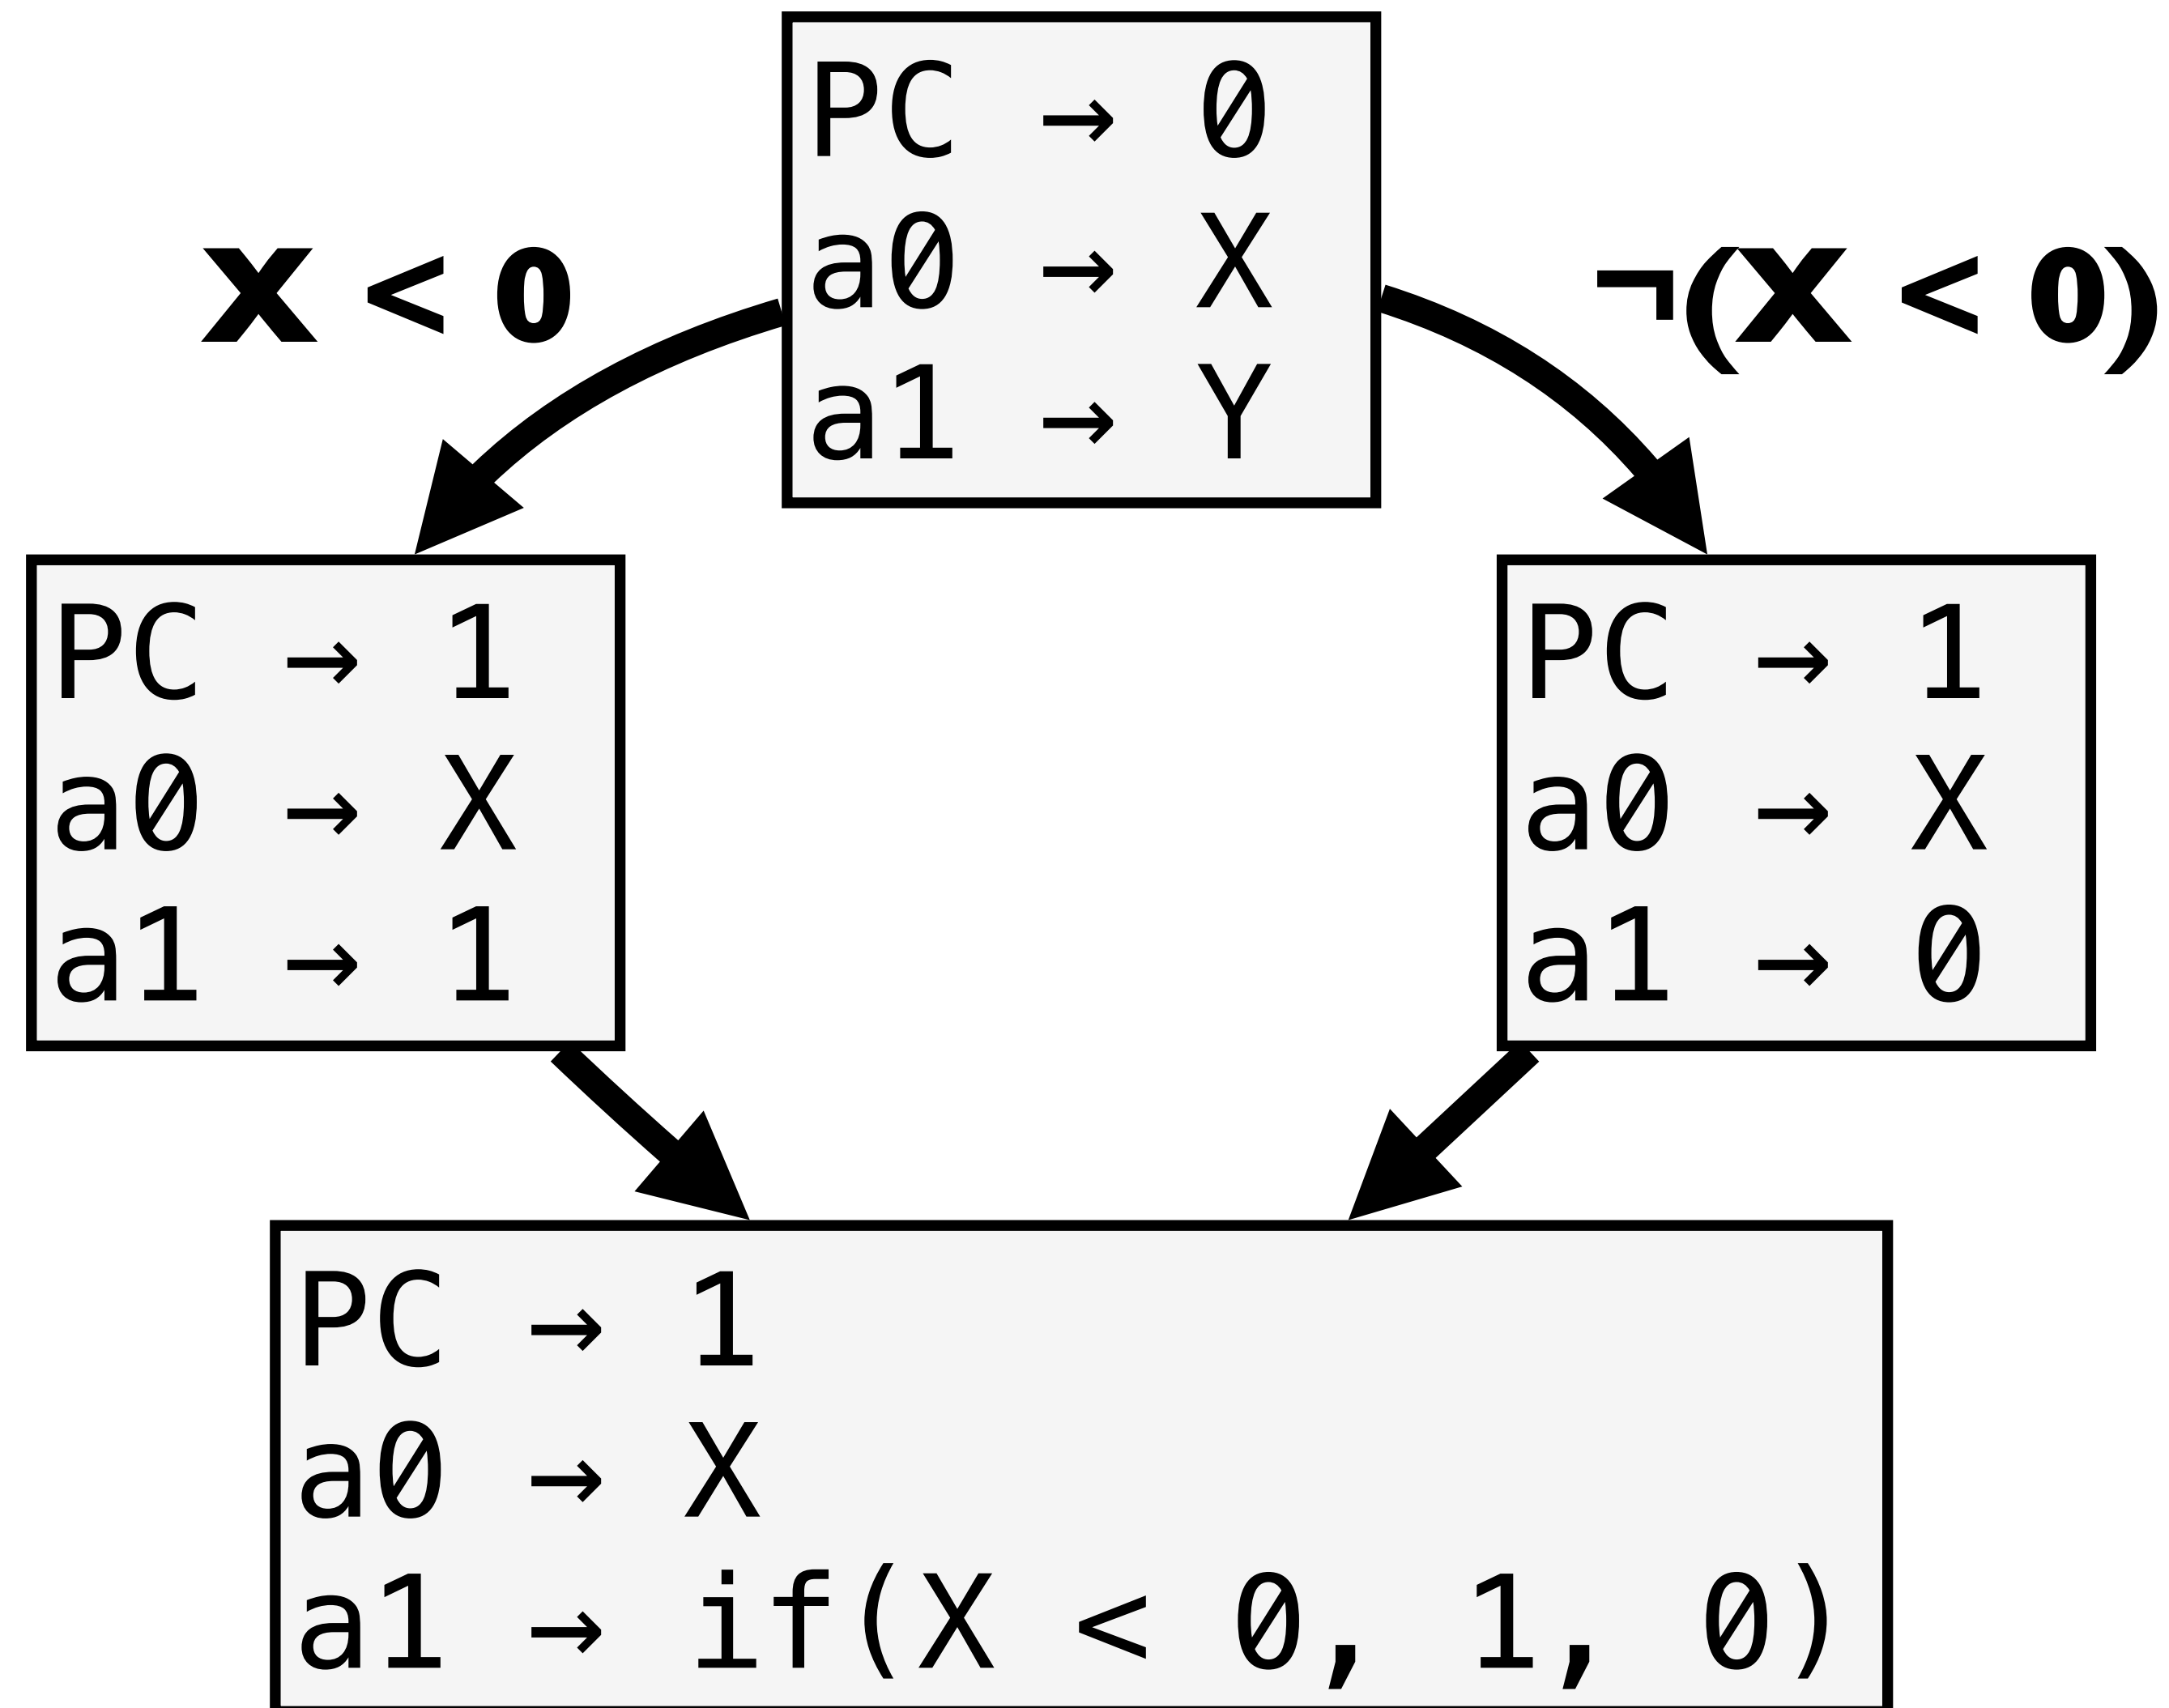 PC → 0
a0 → X
a1 → Y
X < 0
¬(X < 0)
PC → 1
a0 → X
a1 → 1
PC → 1
a0 → X
a1 → 0
PC → 1
a0 → X
a1 → if(X < 0, 1, 0)